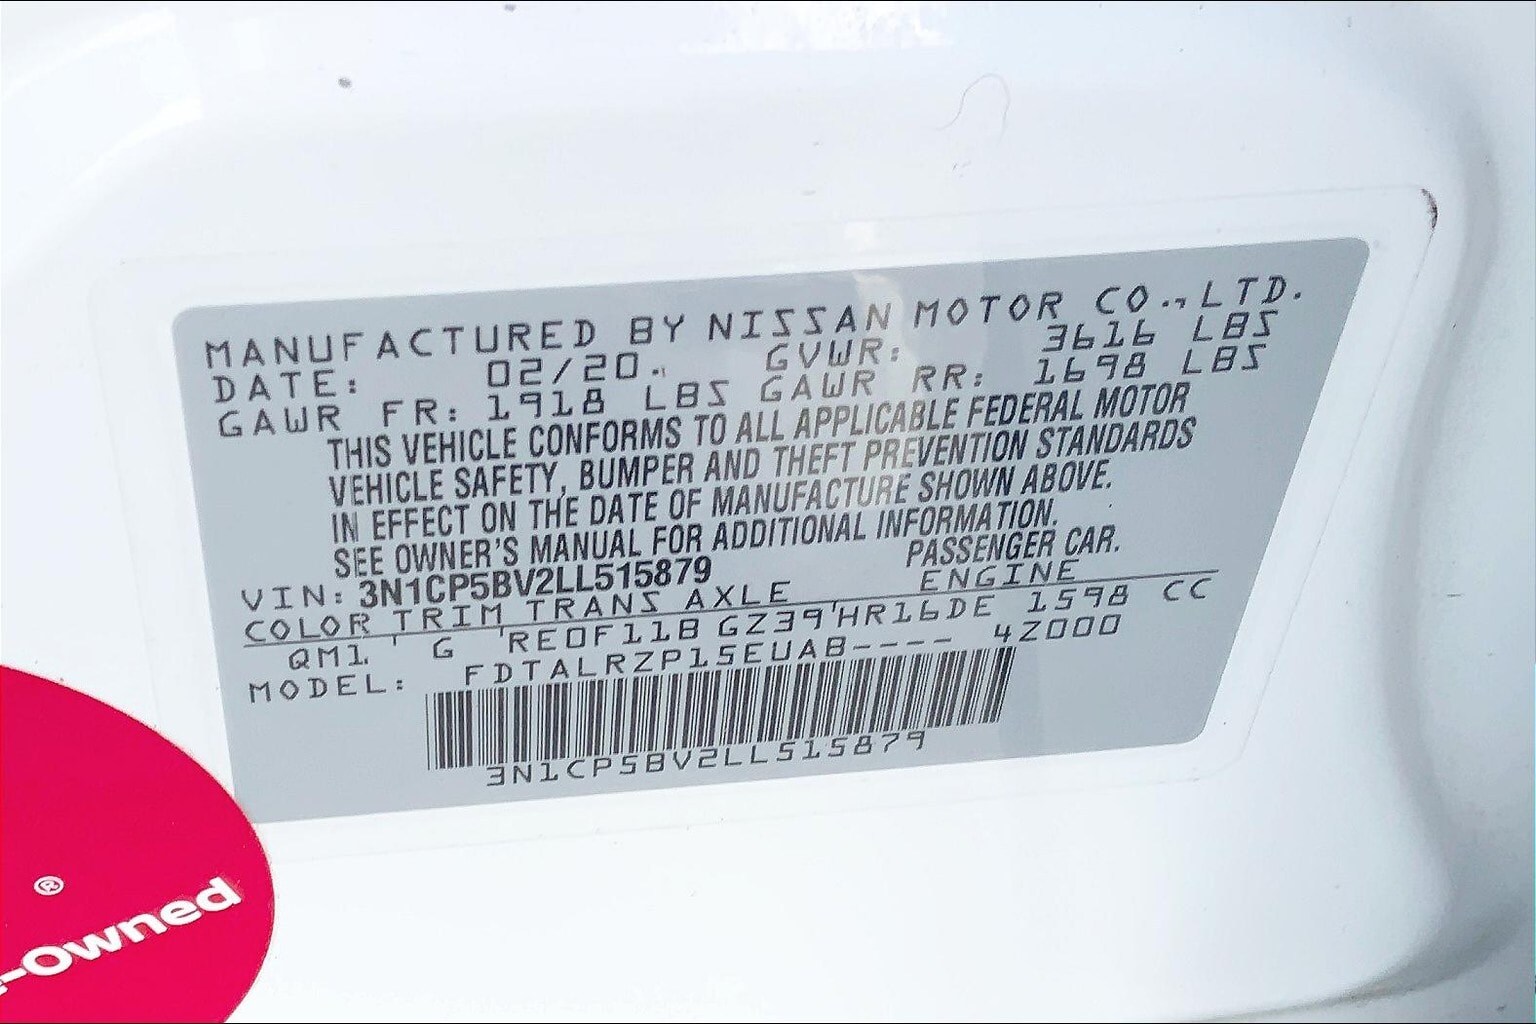 MANUFACTURED BY NISSAN MOTOR CO., LTD.
DATE: 02/20. GVWR: 3616 LBS
GAWR FR: 1918 LBS GAWR RR: 1698 LBS
THIS VEHICLE CONFORMS TO ALL APPLICABLE FEDERAL MOTOR
VEHICLE SAFETY, BUMPER AND THEFT PREVENTION STANDARDS
IN EFFECT ON THE DATE OF MANUFACTURE SHOWN ABOVE.
SEE OWNER'S MANUAL FOR ADDITIONAL INFORMATION.
VIN: 3N1CP5BV2LL515879 PASSENGER CAR.
COLOR TRIM TRANS AXLE ENGINE
QM1 ' G 'RE0F11B GZ39'HR16DE 1598 CC
MODEL: FDTALRZP15EUAB---- 4Z000
3N1CP5BV2LL515879
®
e-Owned